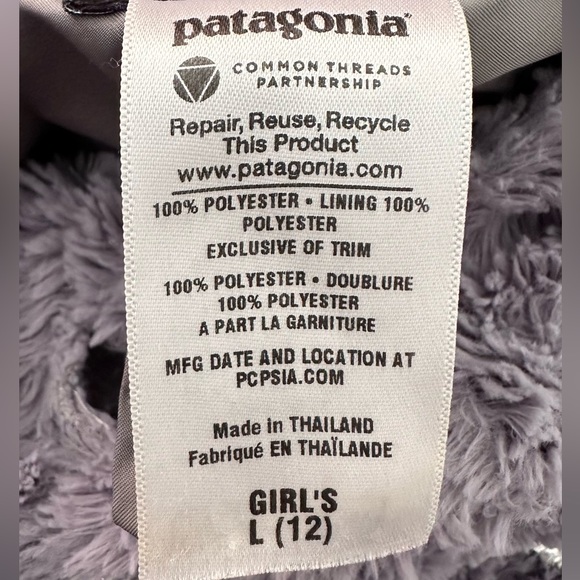 patagonia®
COMMON THREADS
PARTNERSHIP
Repair, Reuse, Recycle
This Product
www.patagonia.com
100% POLYESTER • LINING 100%
POLYESTER
EXCLUSIVE OF TRIM
100% POLYESTER • DOUBLURE
100% POLYESTER
A PART LA GARNITURE
MFG DATE AND LOCATION AT
PCPSIA.COM
Made in THAILAND
Fabriqué EN THAÏLANDE
GIRL'S
L (12)